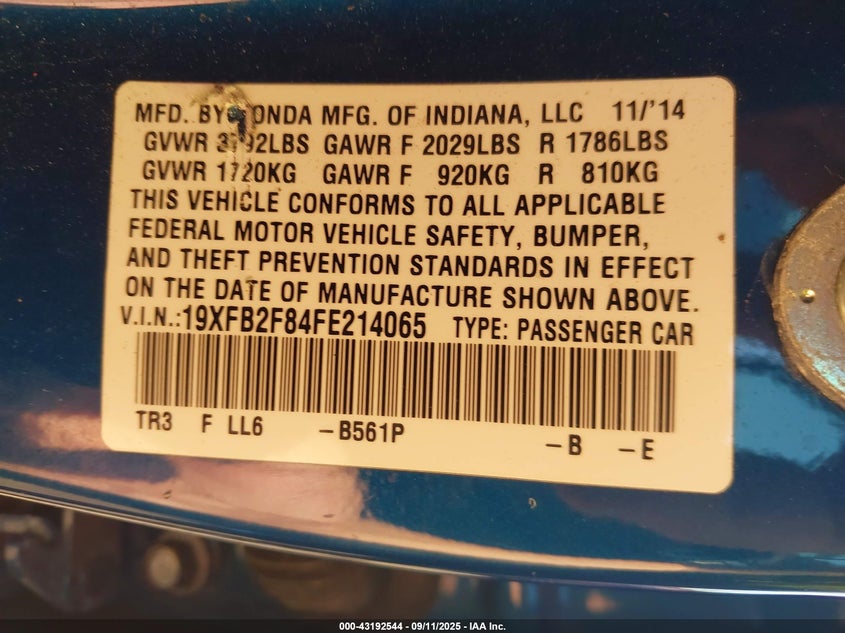 MFD. BY HONDA MFG. OF INDIANA, LLC 11/'14
GVWR 3792LBS GAWR F 2029LBS R 1786LBS
GVWR 1720KG GAWR F 920KG R 810KG
THIS VEHICLE CONFORMS TO ALL APPLICABLE
FEDERAL MOTOR VEHICLE SAFETY, BUMPER,
AND THEFT PREVENTION STANDARDS IN EFFECT
ON THE DATE OF MANUFACTURE SHOWN ABOVE.
V.I.N.:19XFB2F84FE214065 TYPE: PASSENGER CAR
TR3 F LL6 -B561P -B -E
000-43192544 - 09/11/2025 - IAA Inc.